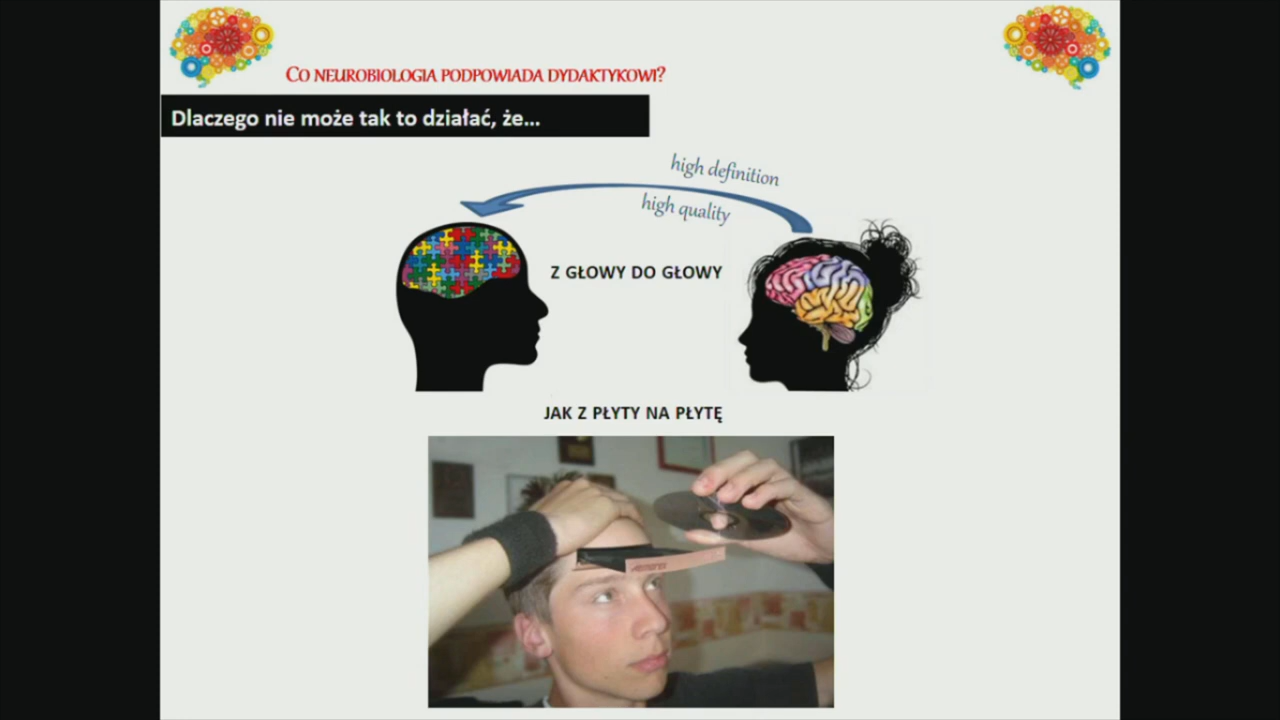 Co neurobiologia podpowiada dydaktykowi?
Dlaczego nie może tak to działać, że...
high definition
high quality
Z GŁOWY DO GŁOWY
JAK Z PŁYTY NA PŁYTĘ